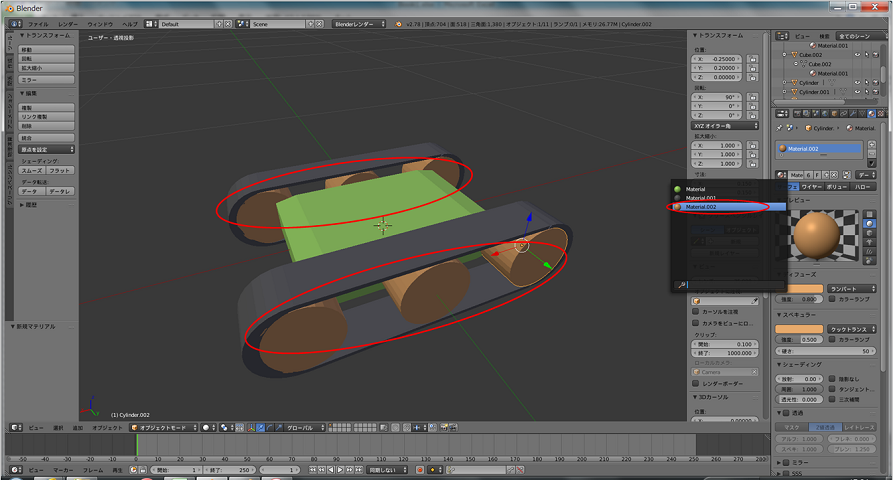 Blender
ファイル レンダー ウィンドウ ヘルプ Default Scene Blenderレンダー v2.78 | 頂点:704 | 面:518 | 三角面:1,380 | オブジェクト:1/11 | ランプ:0/1 | メモリ:26.77M | Cylinder.002
トランスフォーム
移動
回転
拡大縮小
ミラー
編集
複製
リンク複製
削除
統合
原点を設定
シェーディング:
スムーズ フラット
データ転送:
データ データレ
履歴
新規マテリアル
ユーザー・透視投影
(1) Cylinder.002
トランスフォーム
位置:
X: -0.25000
Y: 0.20000
Z: 0.00000
回転:
X: 90°
Y: 0°
Z: 0°
XYZ オイラー角
拡大縮小:
X: 1.000
Y: 1.000
Z: 1.000
寸法:
Material
Material.001
Material.002
カーソルを注視
カメラをビューにロ...
クリップ:
開始: 0.100
終了: 1000.000
ローカルカメラ:
Camera
レンダーボーダー
3Dカーソル
位置:
ビュー 検索 全てのシーン
Material.001
Cube.002
Cube.002
Material.001
Cylinder
Cylinder.001
Cylinder. Material.
Material.002
Mate 6 F デー
フェ ワイヤー ボリュー ハロー
レビュー
ディフューズ
ランバート
強度: 0.800 カラーランプ
スペキュラー
クックトランス
強度: 0.500 カラーランプ
硬さ: 50
シェーディング
放射: 0.00 陰影なし
周囲: 1.00 タンジェント...
透光性: 0.000 三次補間
透過
マスク Z値透過 レイトレース
アルファ: 1.000 フレネ: 0.000
スペキ: 1.000 ブレン: 1.250
ミラー
SSS
ビュー 選択 追加 オブジェクト オブジェクトモード グローバル
-50 -40 -30 -20 -10 0 10 20 30 40 50 60 70 80 90 100 110 120 130 140 150 160 170 180 190 200 210 220 230 240 250 260 270 280
ビュー マーカー フレーム 再生 開始: 1 終了: 250 1 同期しない